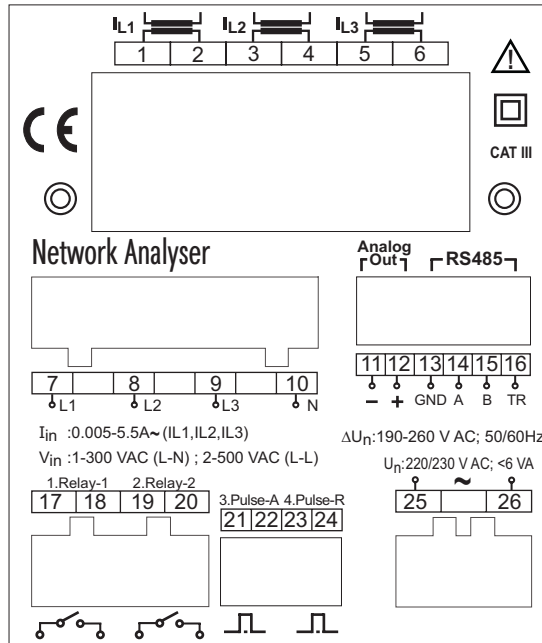 IL1 IL2 IL3
1 2 3 4 5 6
CE
CAT III
Network Analyser
Analog
Out RS485
7 8 9 10
L1 L2 L3 N
11 12 13 14 15 16
− + GND A B TR
Iin :0.005-5.5A~(IL1,IL2,IL3)
Vin :1-300 VAC (L-N) ; 2-500 VAC (L-L)
ΔUn:190-260 V AC; 50/60Hz
Un:220/230 V AC; <6 VA
1.Relay-1 2.Relay-2
17 18 19 20
3.Pulse-A 4.Pulse-R
21 22 23 24
~
25 26